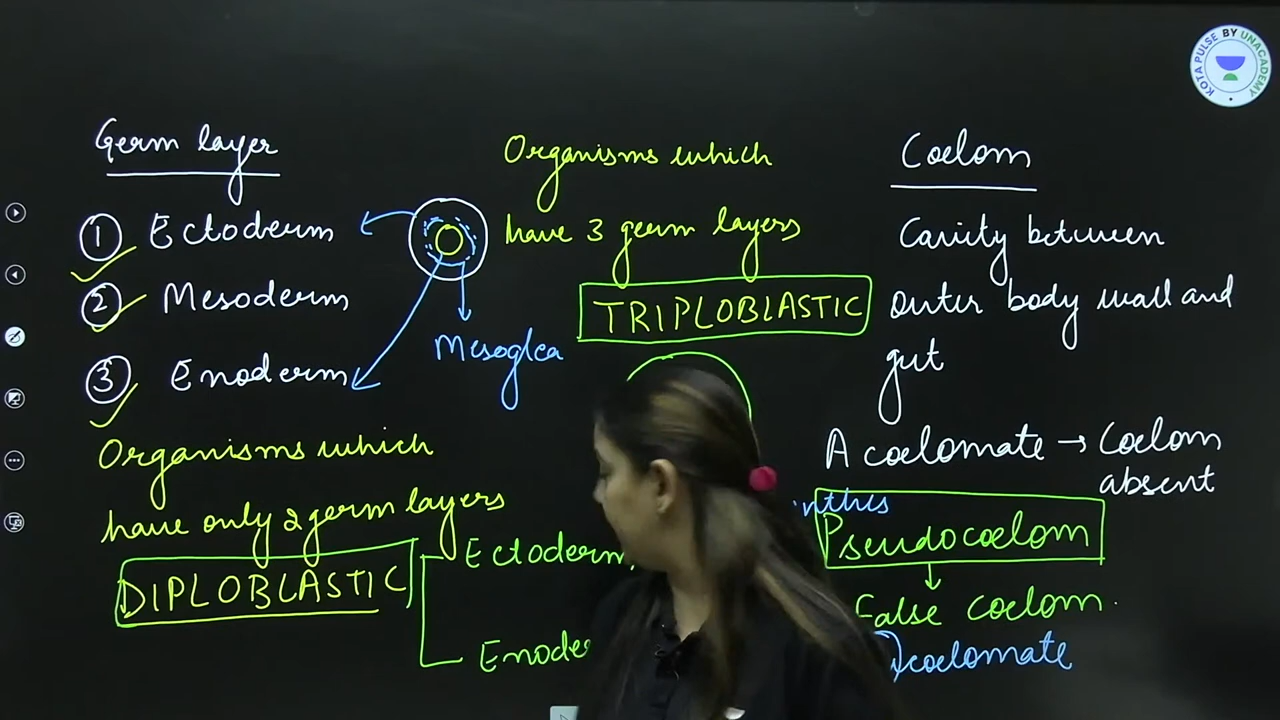 KOTA PULSE BY UNACADEMY
Germ layer
1 Ectoderm
2 Mesoderm
3 Enoderm
Mesoglea
Organisms which
have only 2 germ layers
DIPLOBLASTIC
Ectoderm,
Organisms which
have 3 germ layers
TRIPLOBLASTIC
Coelom
Cavity between
outer body wall and
gut
A coelomate → Coelom
absent
Pseudocoelom
False coelom.
coelomate